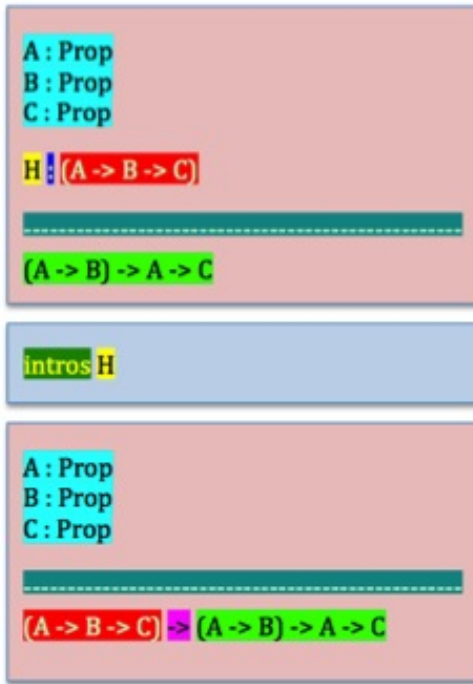 A : Prop
B : Prop
C : Prop
H : (A -> B -> C)
--------------------------------------------------
(A -> B) -> A -> C
intros H
A : Prop
B : Prop
C : Prop
--------------------------------------------------
(A -> B -> C) -> (A -> B) -> A -> C